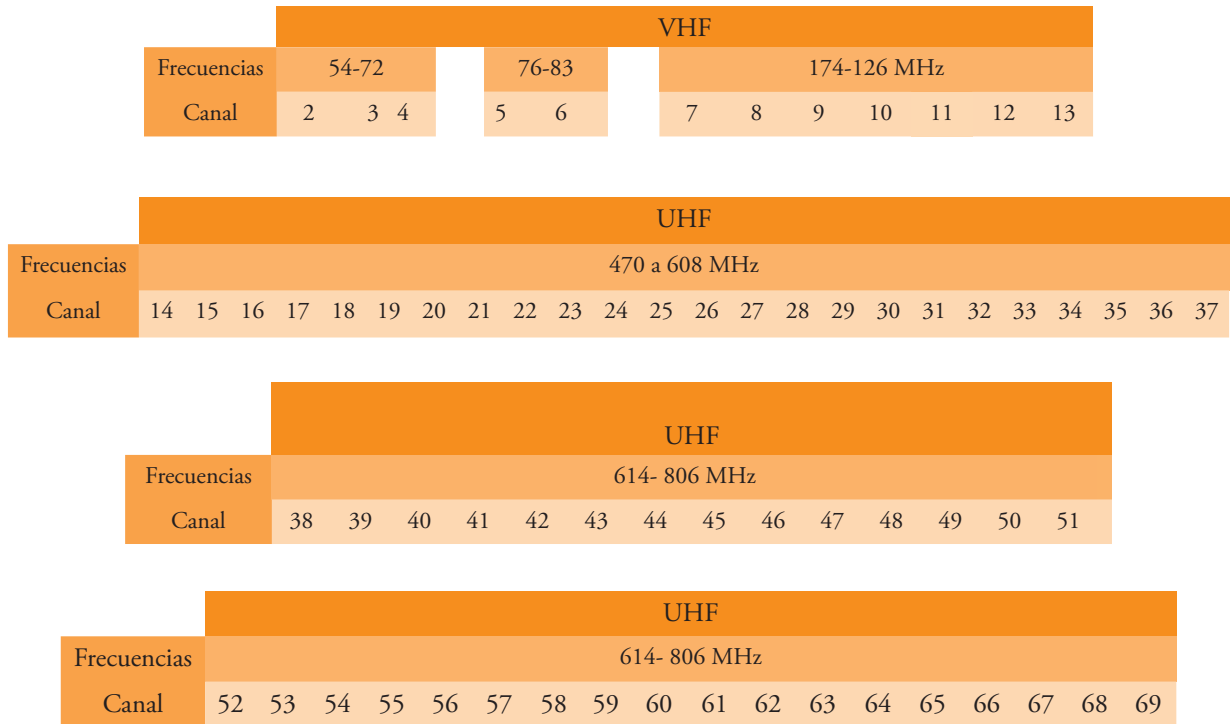 VHF
Frecuencias 54-72 76-83 174-126 MHz
Canal 2 3 4 5 6 7 8 9 10 11 12 13
UHF
Frecuencias 470 a 608 MHz
Canal 14 15 16 17 18 19 20 21 22 23 24 25 26 27 28 29 30 31 32 33 34 35 36 37
UHF
Frecuencias 614- 806 MHz
Canal 38 39 40 41 42 43 44 45 46 47 48 49 50 51
UHF
Frecuencias 614- 806 MHz
Canal 52 53 54 55 56 57 58 59 60 61 62 63 64 65 66 67 68 69